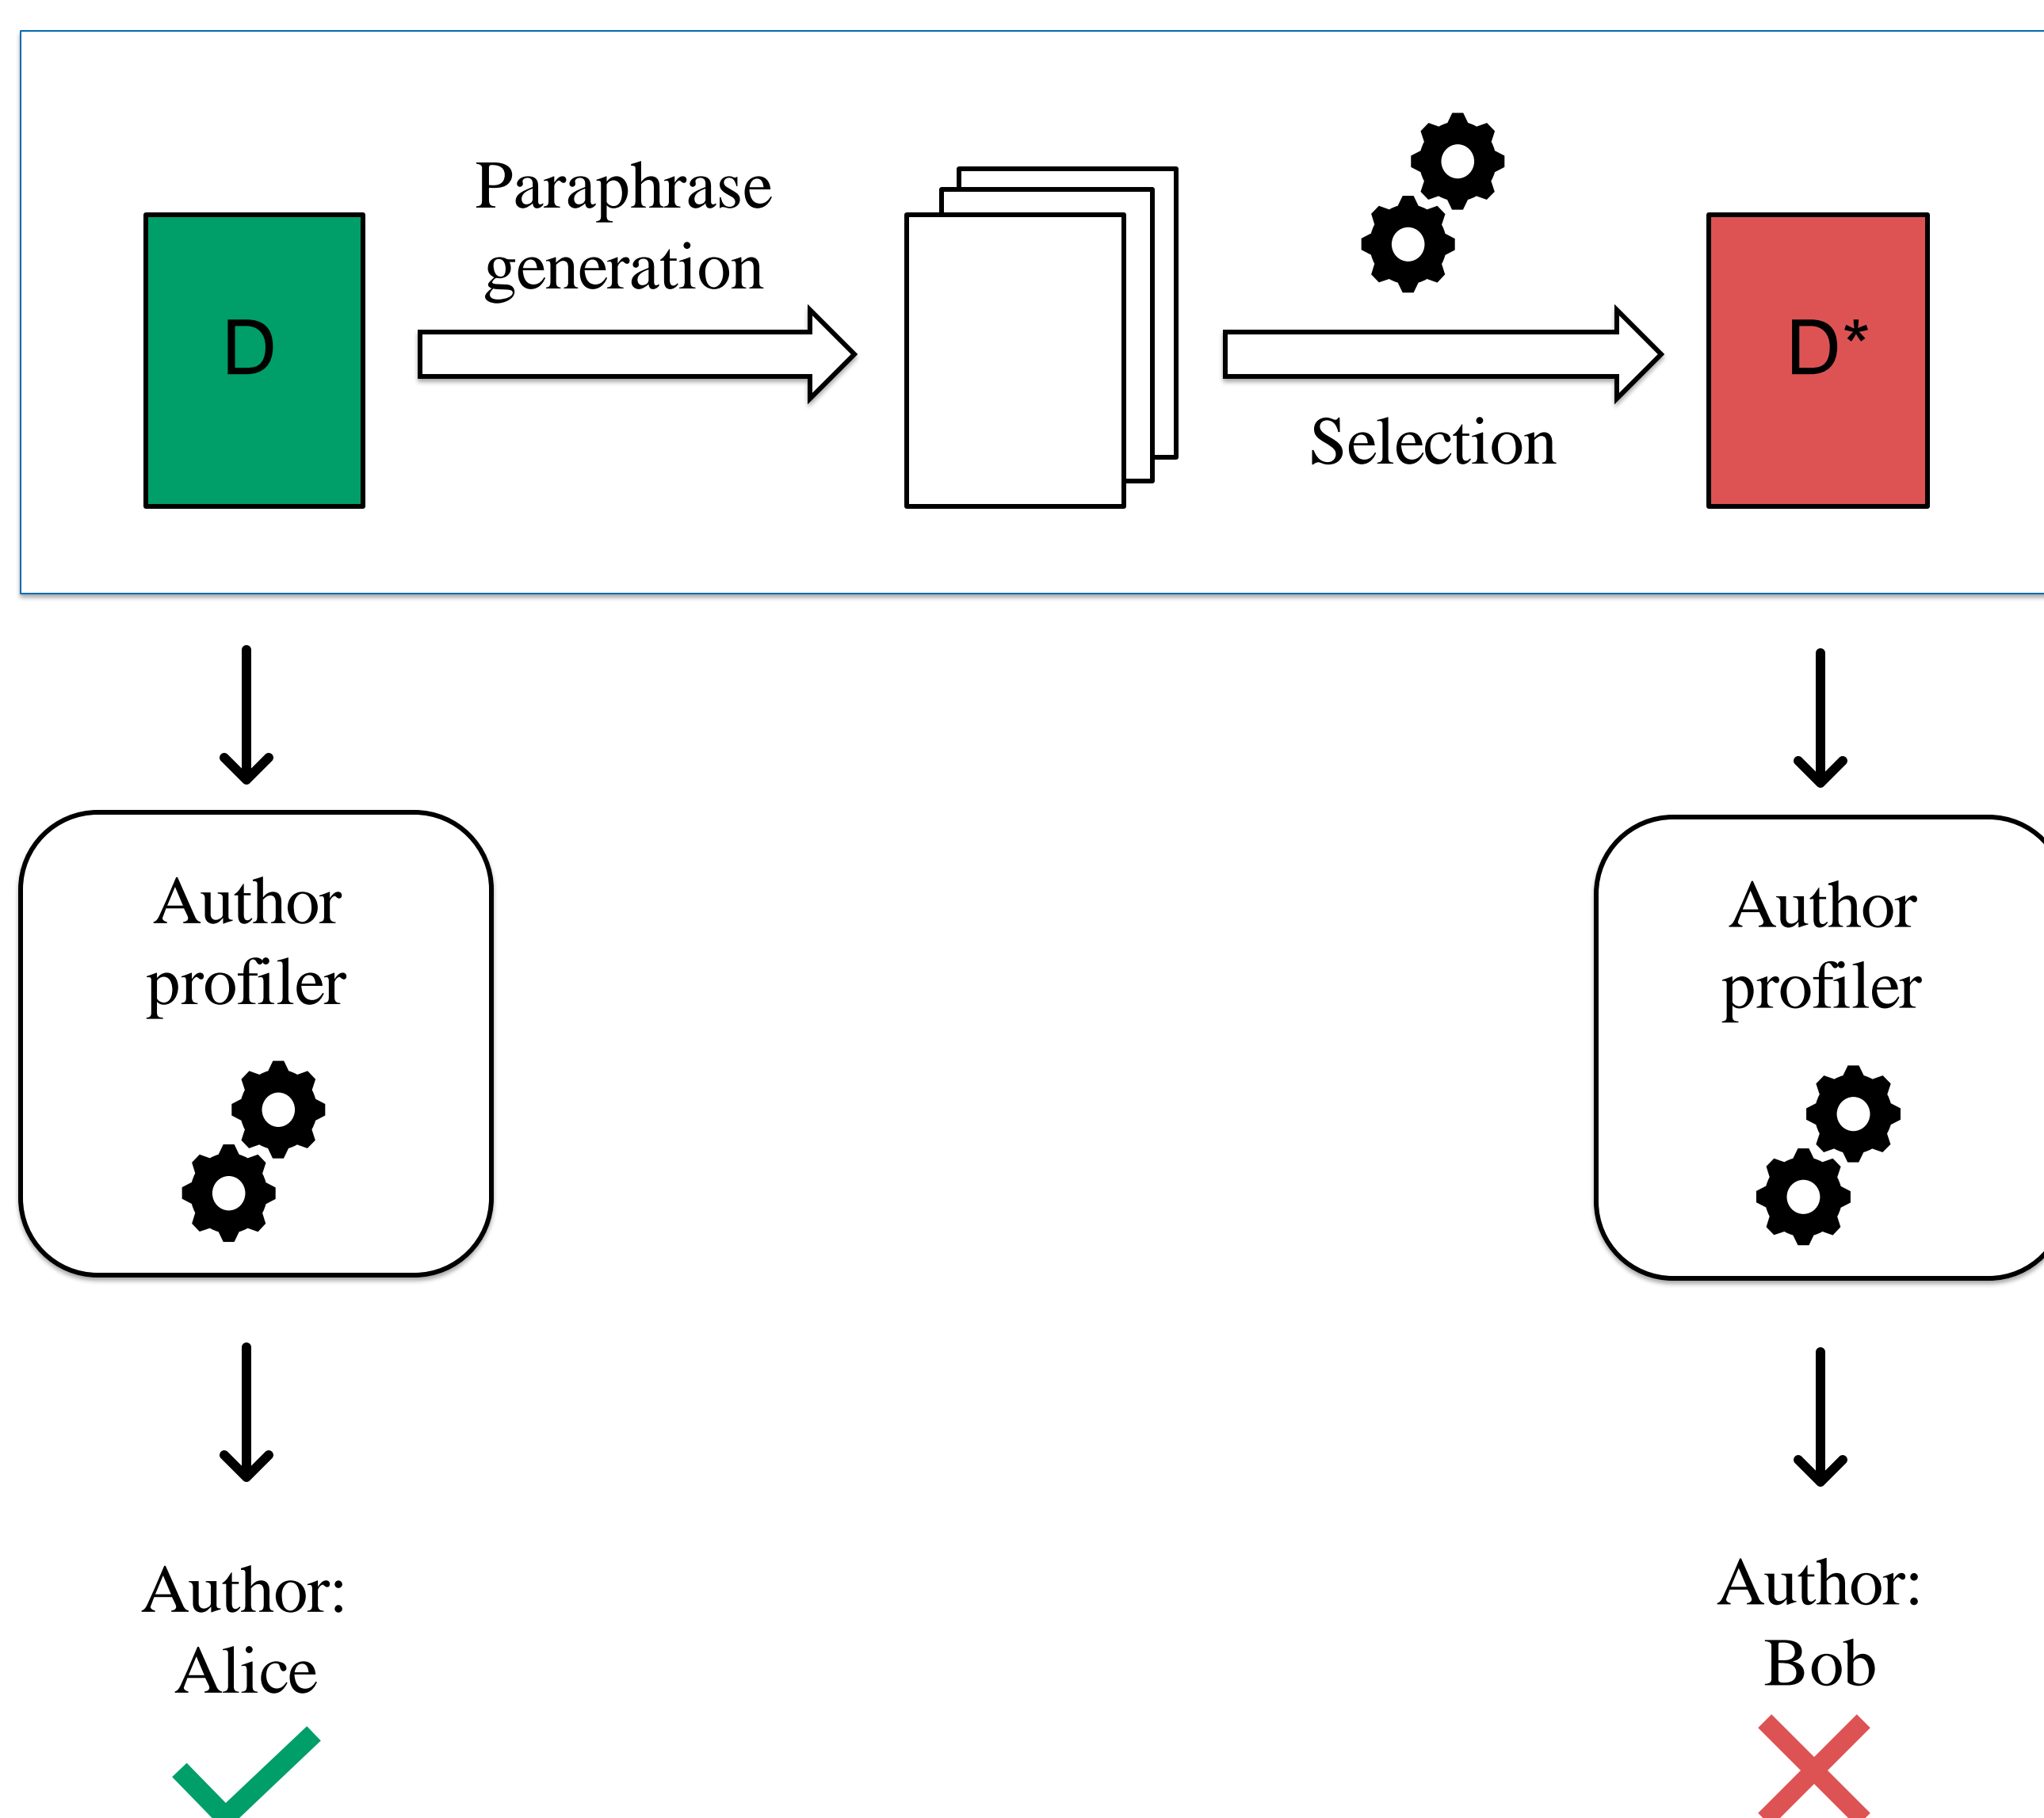 Paraphrase
generation
D
D*
Selection
Author
profiler
Author
profiler
Author:
Alice
Author:
Bob